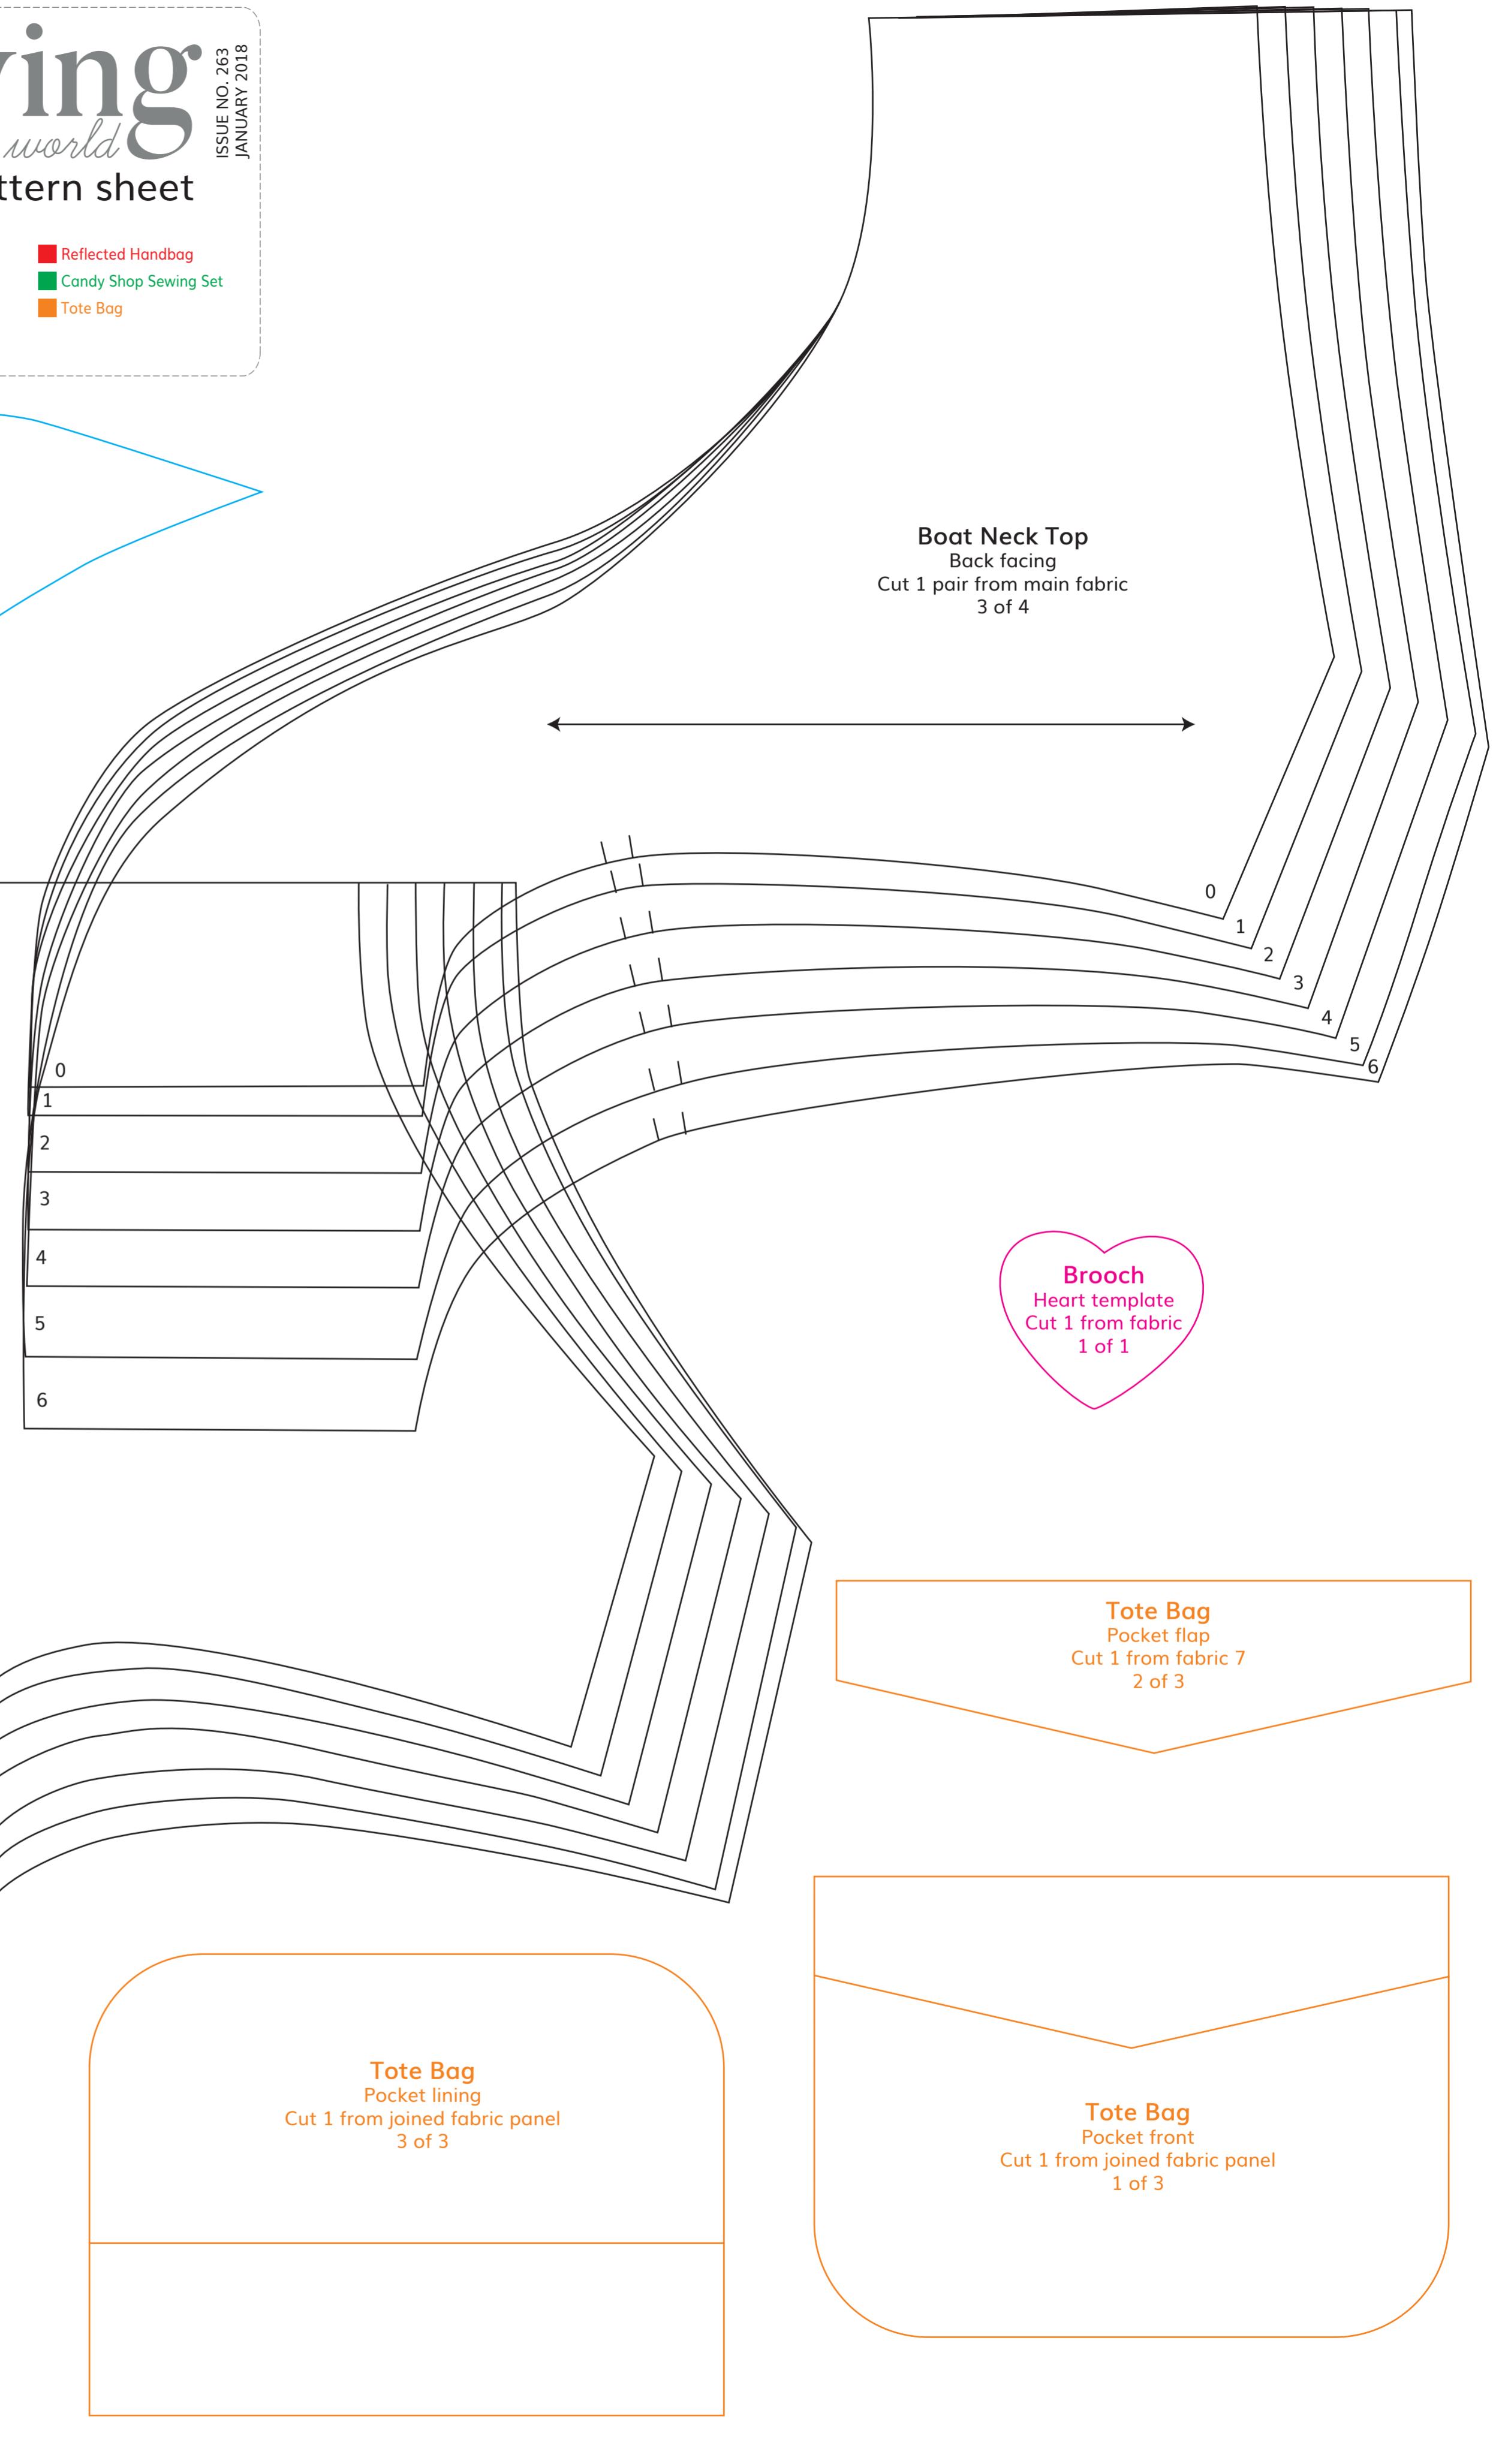 ving
world
ISSUE NO. 263
JANUARY 2018
ttern sheet
Reflected Handbag
Candy Shop Sewing Set
Tote Bag
Boat Neck Top
Back facing
Cut 1 pair from main fabric
3 of 4
0
1
2
3
4
5
6
0
1
2
3
4
5
6
Brooch
Heart template
Cut 1 from fabric
1 of 1
Tote Bag
Pocket flap
Cut 1 from fabric 7
2 of 3
Tote Bag
Pocket lining
Cut 1 from joined fabric panel
3 of 3
Tote Bag
Pocket front
Cut 1 from joined fabric panel
1 of 3